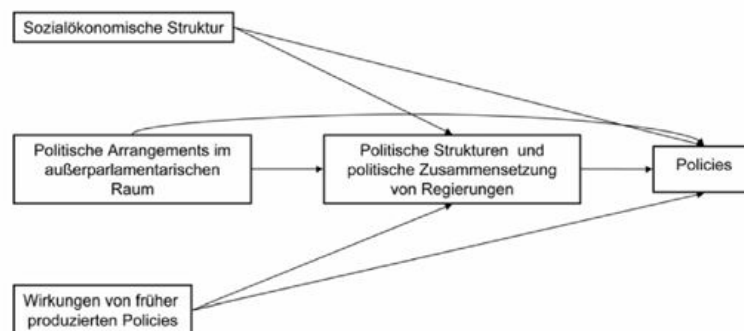 Sozialökonomische Struktur
Politische Arrangements im
außerparlamentarischen
Raum
Politische Strukturen und
politische Zusammensetzung
von Regierungen
Policies
Wirkungen von früher
produzierten Policies